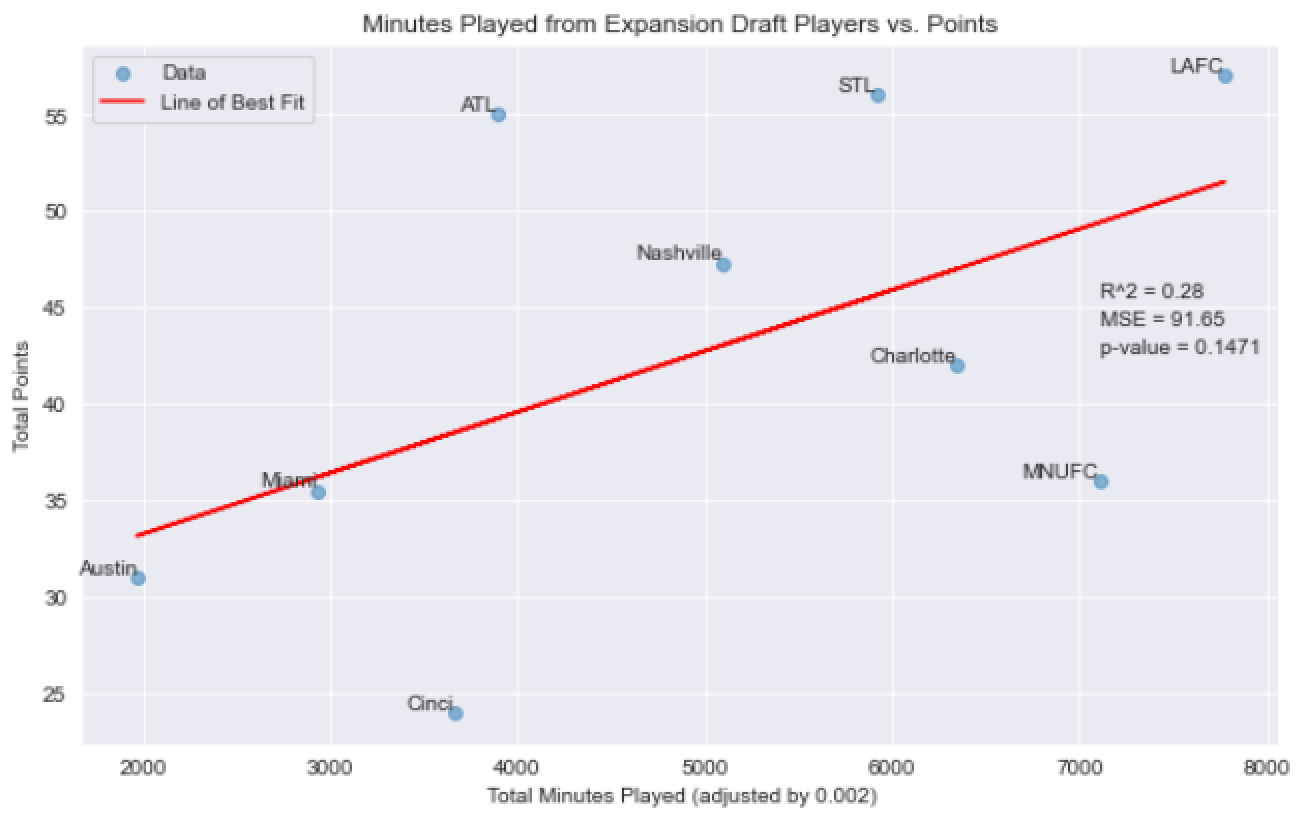 Minutes Played from Expansion Draft Players vs. Points
Data
Line of Best Fit
LAFC
STL
ATL
Nashville
R^2 = 0.28
MSE = 91.65
p-value = 0.1471
Charlotte
MNUFC
Miami
Austin
Cinci
Total Points
55
50
45
40
35
30
25
2000 3000 4000 5000 6000 7000 8000
Total Minutes Played (adjusted by 0.002)